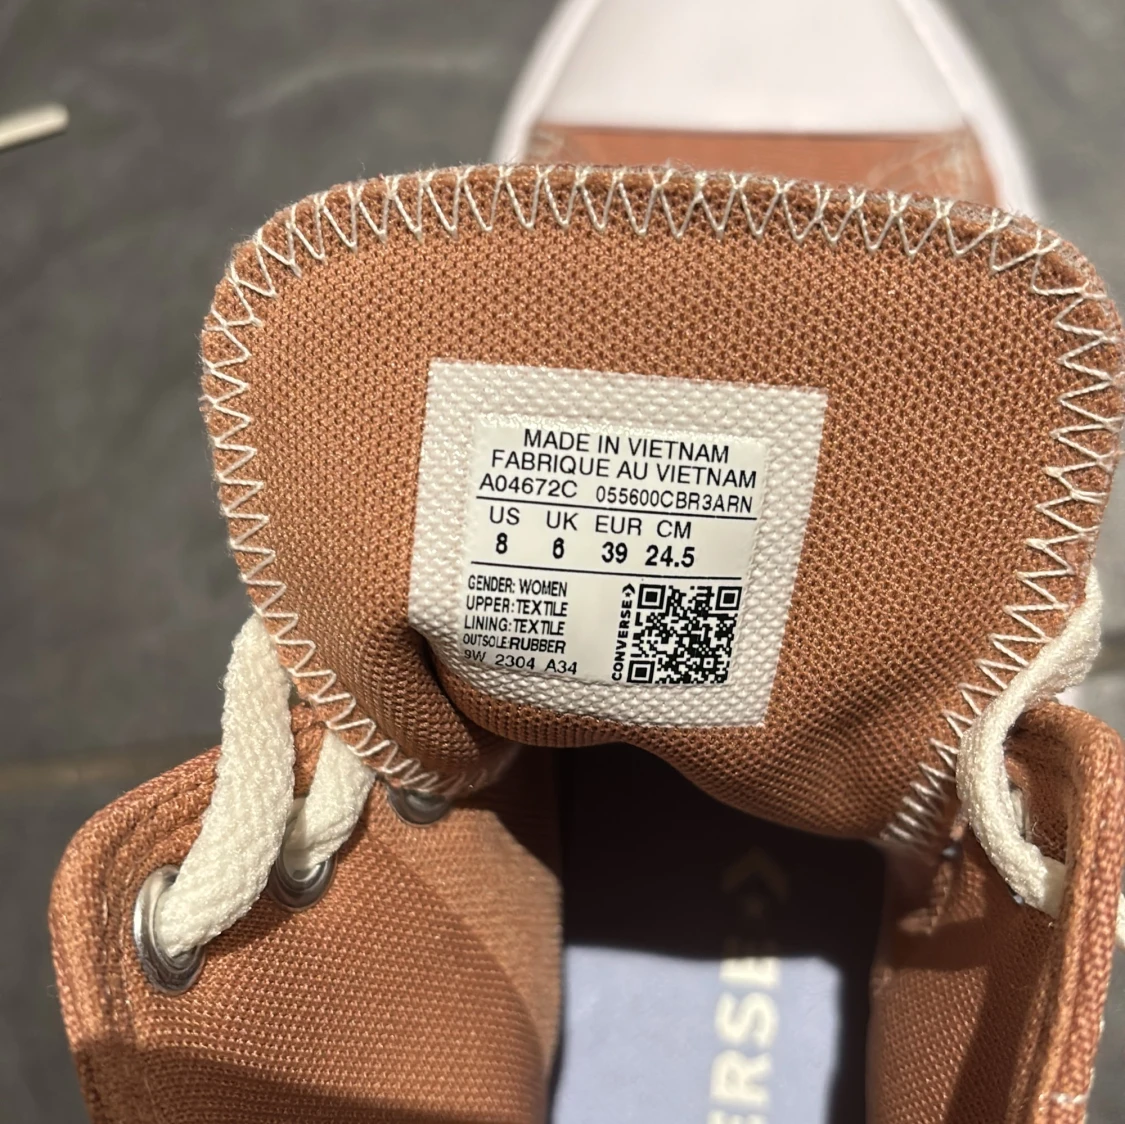 MADE IN VIETNAM
FABRIQUE AU VIETNAM
A04672C 055600CBR3ARN
US UK EUR CM
8 6 39 24.5
GENDER: WOMEN
UPPER:TEXTILE
LINING:TEXTILE
OUTSOLE:RUBBER
9W 2304 A34
CONVERSE
ERSE